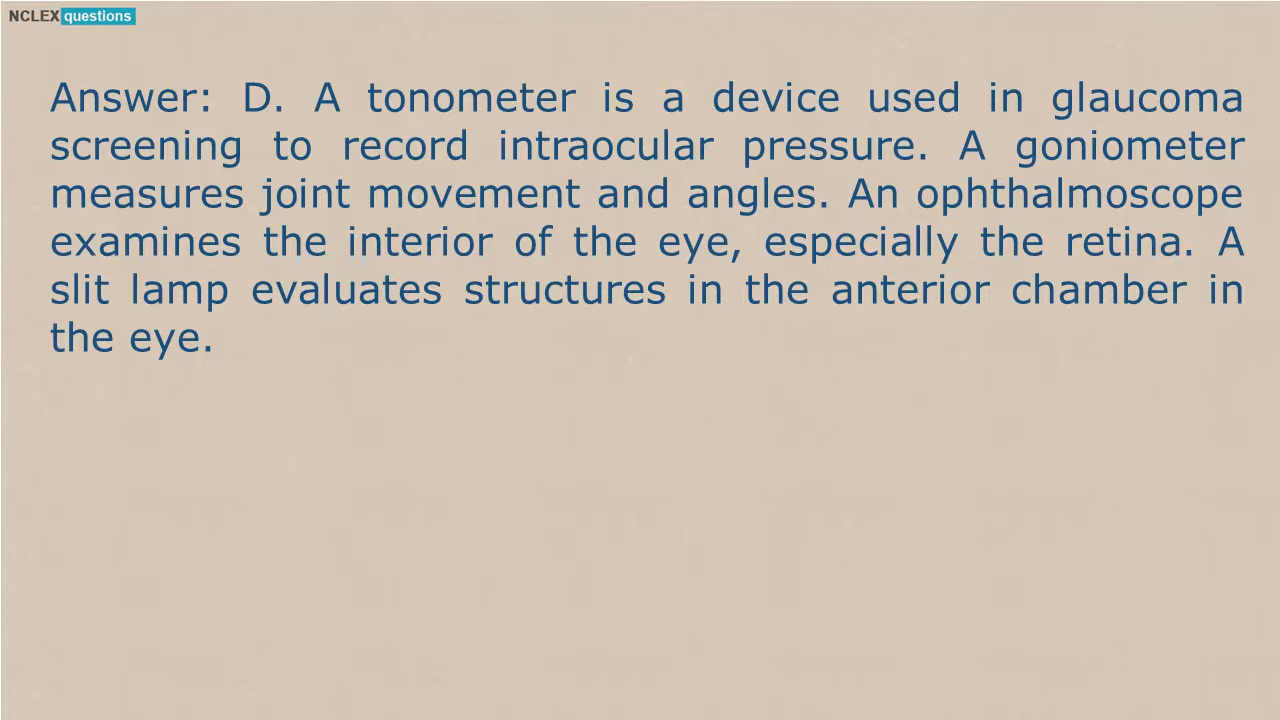 NCLEX questions
Answer: D. A tonometer is a device used in glaucoma
screening to record intraocular pressure. A goniometer
measures joint movement and angles. An ophthalmoscope
examines the interior of the eye, especially the retina. A
slit lamp evaluates structures in the anterior chamber in
the eye.